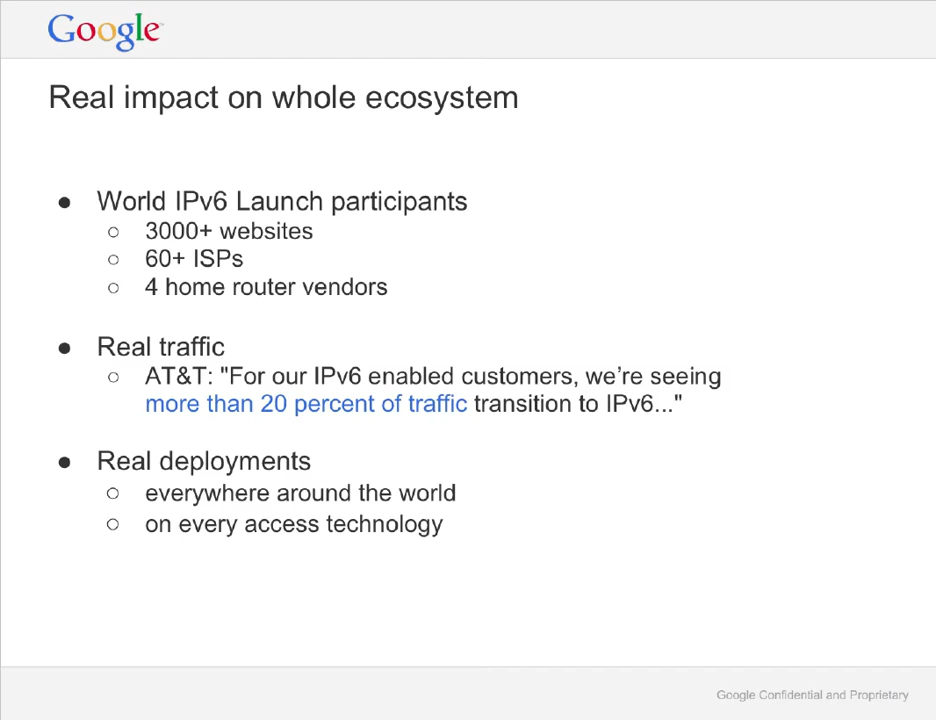 Google
Real impact on whole ecosystem
● World IPv6 Launch participants
○ 3000+ websites
○ 60+ ISPs
○ 4 home router vendors
● Real traffic
○ AT&T: "For our IPv6 enabled customers, we’re seeing
more than 20 percent of traffic transition to IPv6..."
● Real deployments
○ everywhere around the world
○ on every access technology
Google Confidential and Proprietary